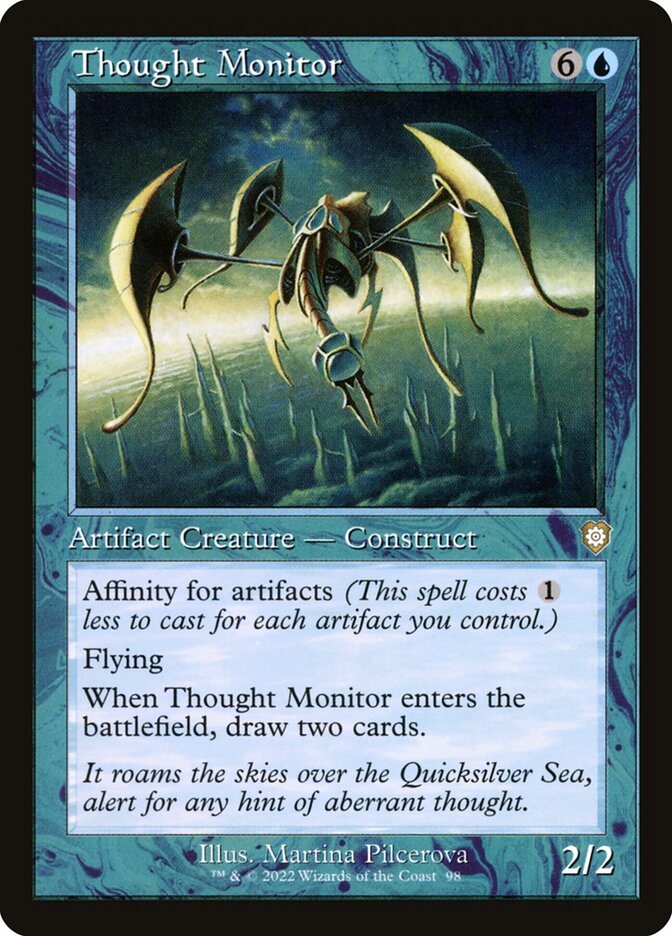 Thought Monitor 6
Artifact Creature — Construct
Affinity for artifacts (This spell costs 1
less to cast for each artifact you control.)
Flying
When Thought Monitor enters the
battlefield, draw two cards.
It roams the skies over the Quicksilver Sea,
alert for any hint of aberrant thought.
Illus. Martina Pilcerova
™ & © 2022 Wizards of the Coast 98
2/2